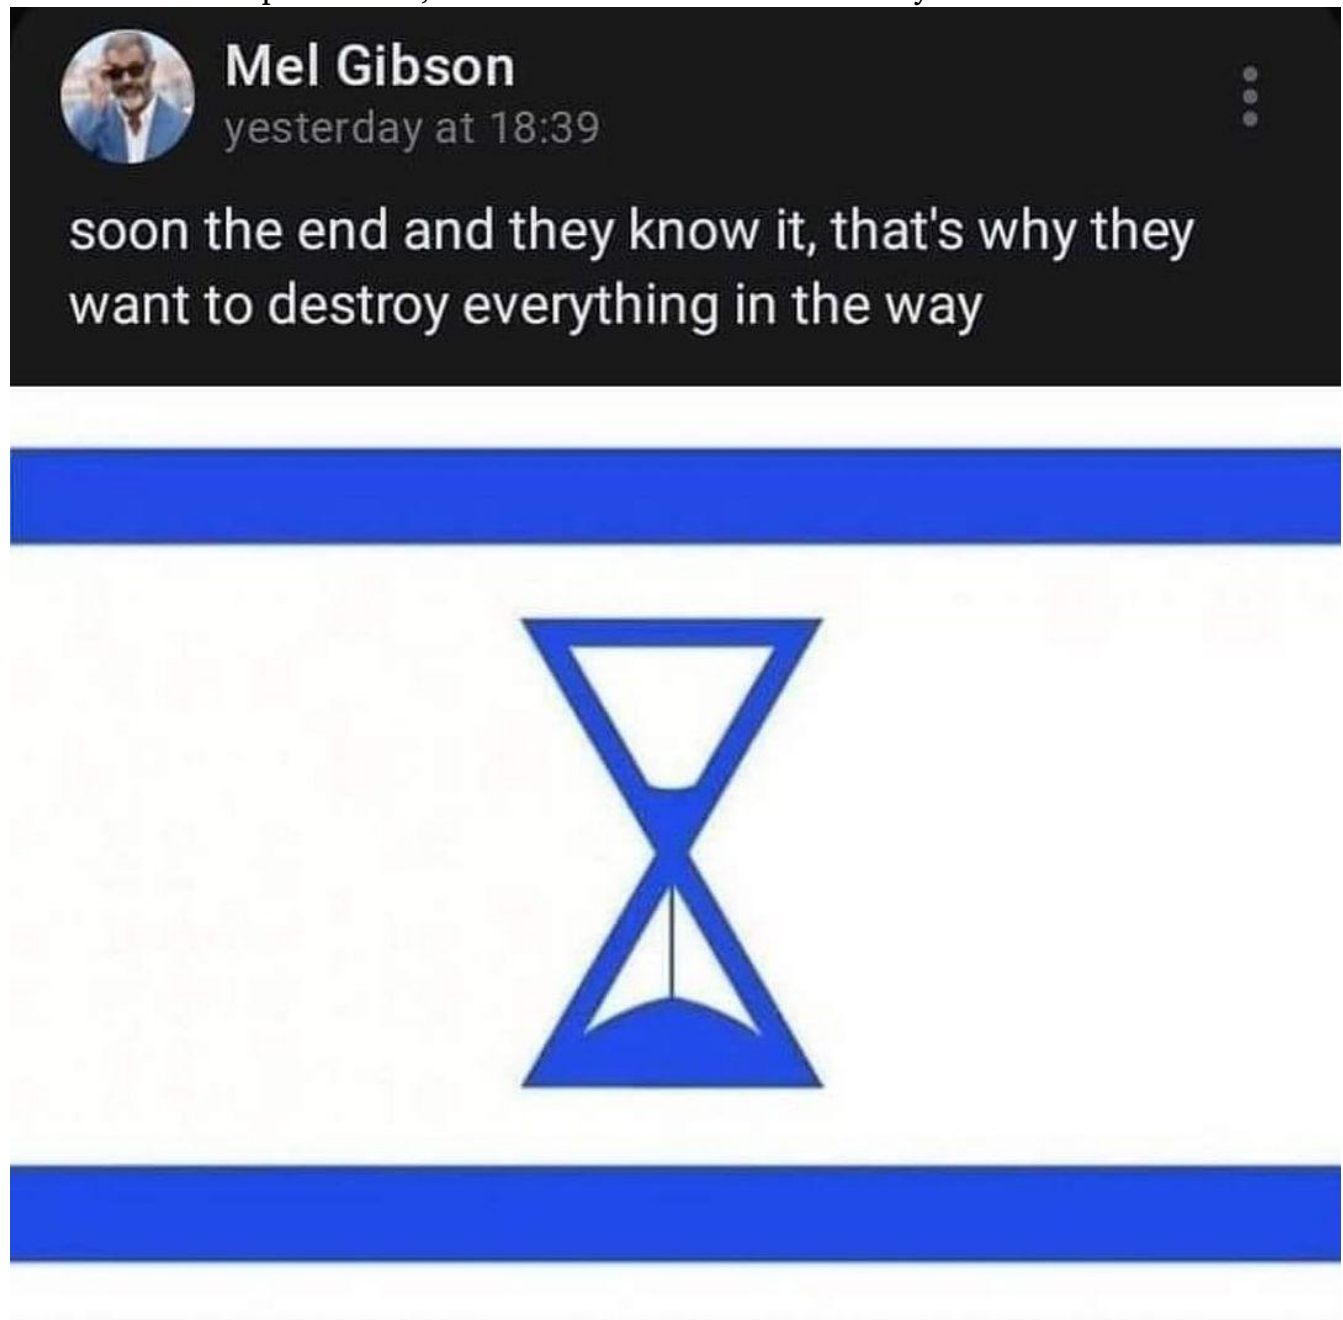 Mel Gibson
yesterday at 18:39
soon the end and they know it, that's why they
want to destroy everything in the way